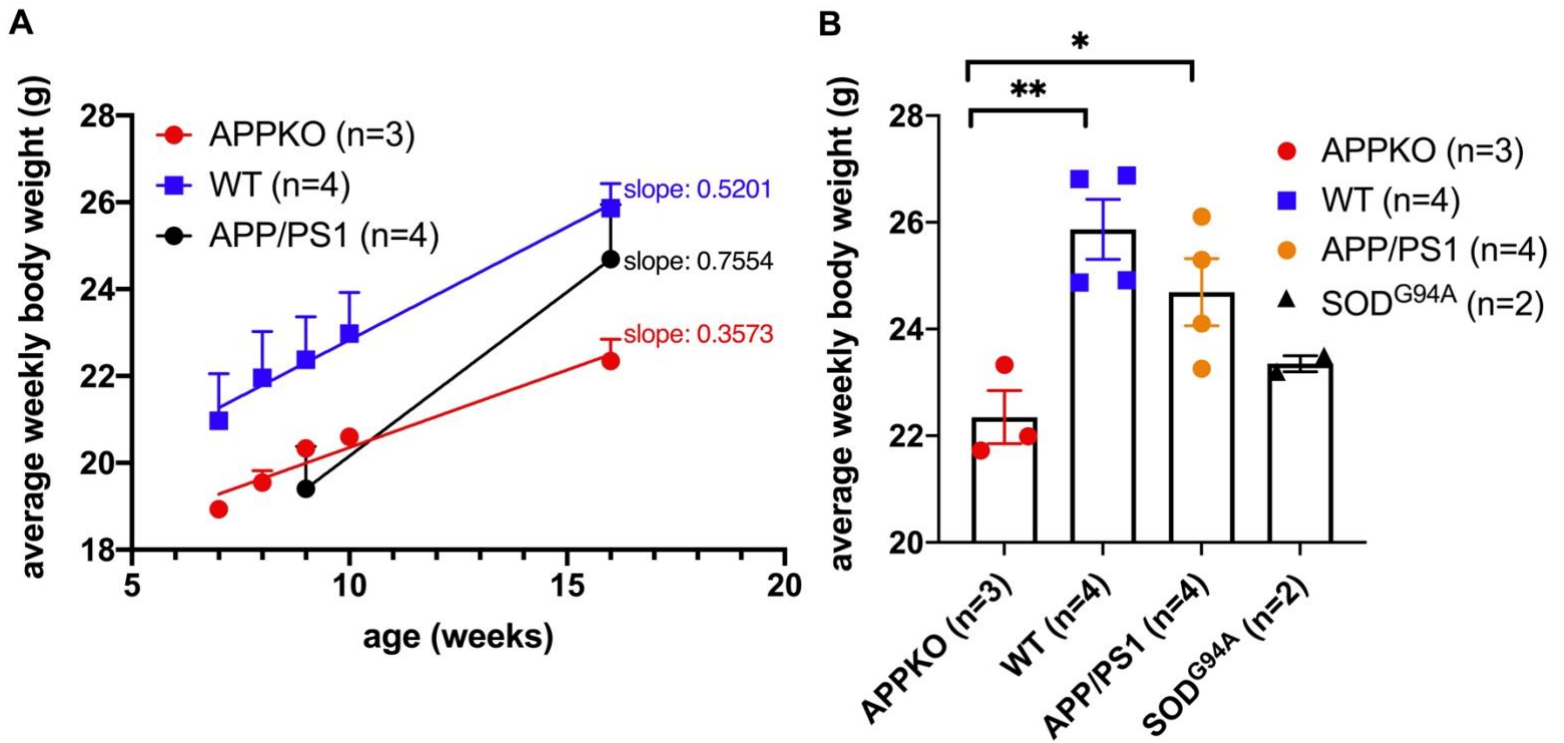 A
average weekly body weight (g)
28
26
24
22
20
18
APPKO (n=3)
WT (n=4)
APP/PS1 (n=4)
slope: 0.5201
slope: 0.7554
slope: 0.3573
5
10
15
20
age (weeks)
B
average weekly body weight (g)
28
26
24
22
20
*
**
APPKO (n=3)
WT (n=4)
APP/PS1 (n=4)
SODG94A (n=2)
APPKO (n=3)
WT (n=4)
APP/PS1 (n=4)
SODG94A (n=2)